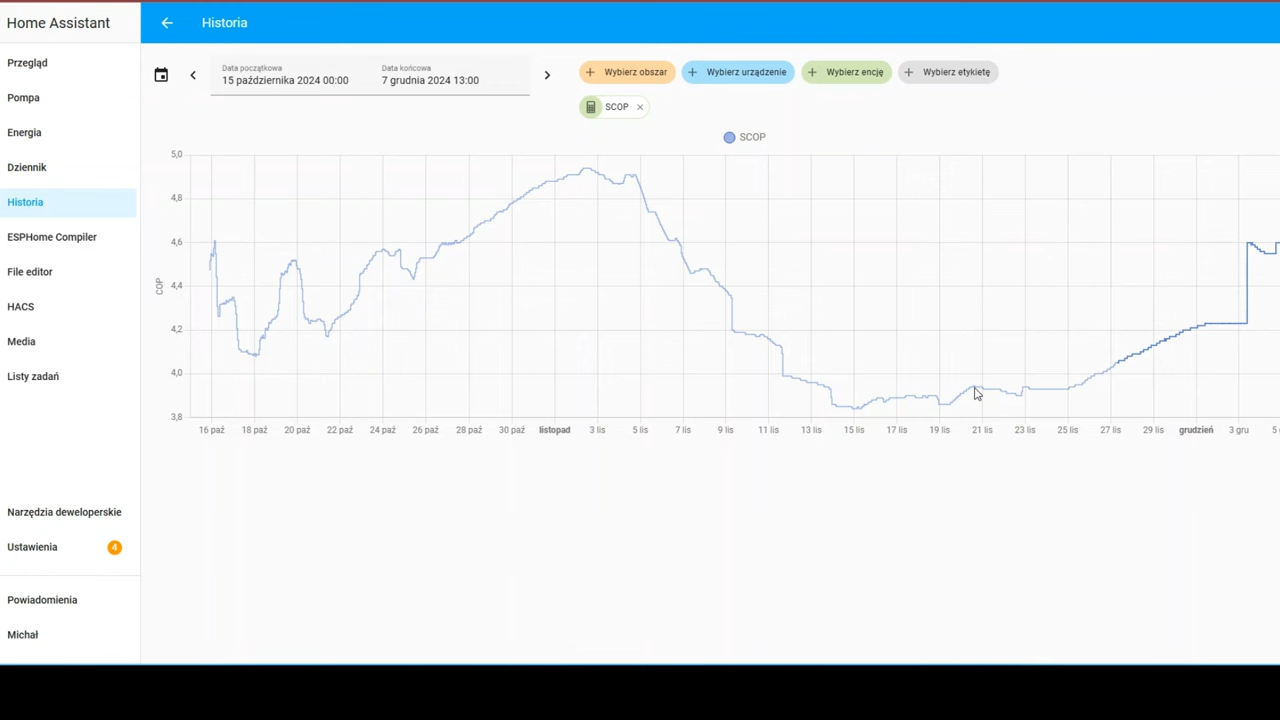 Home Assistant
Historia
Przegląd
Pompa
Energia
Dziennik
Historia
ESPHome Compiler
File editor
HACS
Media
Listy zadań
Narzędzia deweloperskie
Ustawienia 4
Powiadomienia
Michał
Data początkowa
15 października 2024 00:00
Data końcowa
7 grudnia 2024 13:00
Wybierz obszar
Wybierz urządzenie
Wybierz encję
Wybierz etykietę
SCOP
SCOP
COP
5,0
4,8
4,6
4,4
4,2
4,0
3,8
16 paź 18 paź 20 paź 22 paź 24 paź 26 paź 28 paź 30 paź listopad 3 lis 5 lis 7 lis 9 lis 11 lis 13 lis 15 lis 17 lis 19 lis 21 lis 23 lis 25 lis 27 lis 29 lis grudzień 3 gru